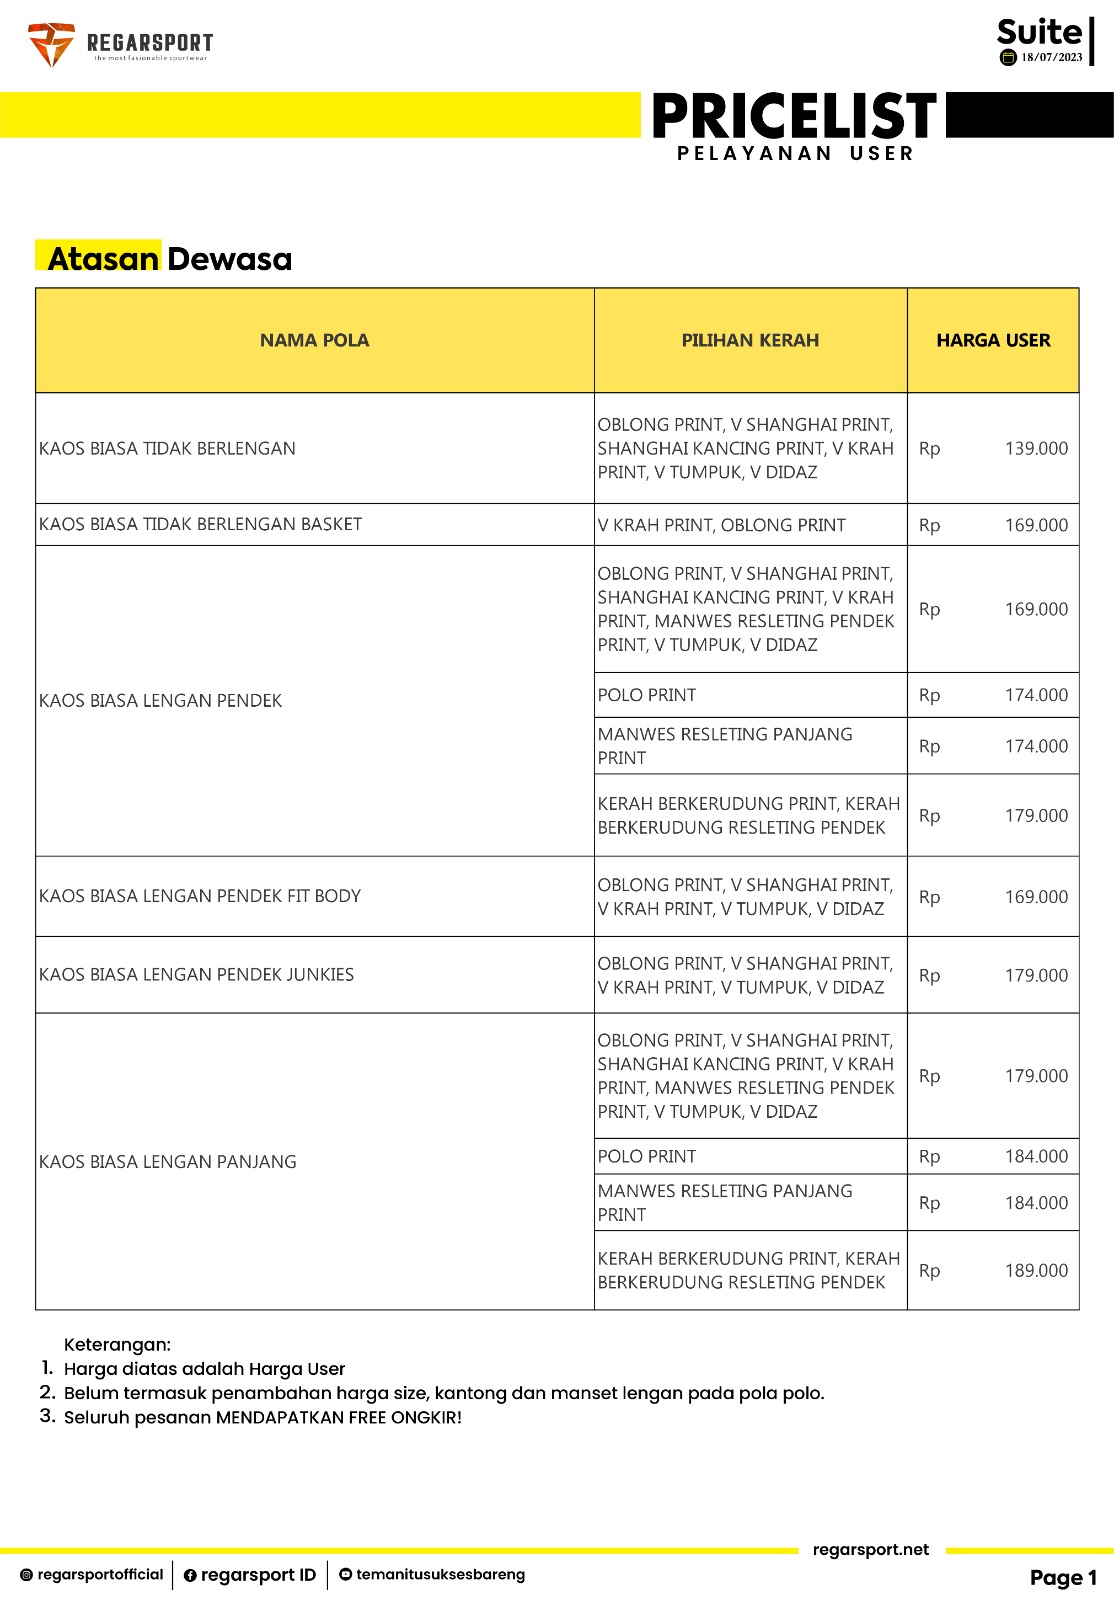 REGARSPORT
the most fasionable sportwear
Suite
18/07/2023
PRICELIST
PELAYANAN USER
Atasan Dewasa
NAMA POLA PILIHAN KERAH HARGA USER
KAOS BIASA TIDAK BERLENGAN
OBLONG PRINT, V SHANGHAI PRINT,
SHANGHAI KANCING PRINT, V KRAH
PRINT, V TUMPUK, V DIDAZ
Rp 139.000
KAOS BIASA TIDAK BERLENGAN BASKET
V KRAH PRINT, OBLONG PRINT
Rp 169.000
KAOS BIASA LENGAN PENDEK
OBLONG PRINT, V SHANGHAI PRINT,
SHANGHAI KANCING PRINT, V KRAH
PRINT, MANWES RESLETING PENDEK
PRINT, V TUMPUK, V DIDAZ
Rp 169.000
POLO PRINT
Rp 174.000
MANWES RESLETING PANJANG
PRINT
Rp 174.000
KERAH BERKERUDUNG PRINT, KERAH
BERKERUDUNG RESLETING PENDEK
Rp 179.000
KAOS BIASA LENGAN PENDEK FIT BODY
OBLONG PRINT, V SHANGHAI PRINT,
V KRAH PRINT, V TUMPUK, V DIDAZ
Rp 169.000
KAOS BIASA LENGAN PENDEK JUNKIES
OBLONG PRINT, V SHANGHAI PRINT,
V KRAH PRINT, V TUMPUK, V DIDAZ
Rp 179.000
KAOS BIASA LENGAN PANJANG
OBLONG PRINT, V SHANGHAI PRINT,
SHANGHAI KANCING PRINT, V KRAH
PRINT, MANWES RESLETING PENDEK
PRINT, V TUMPUK, V DIDAZ
Rp 179.000
POLO PRINT
Rp 184.000
MANWES RESLETING PANJANG
PRINT
Rp 184.000
KERAH BERKERUDUNG PRINT, KERAH
BERKERUDUNG RESLETING PENDEK
Rp 189.000
Keterangan:
1. Harga diatas adalah Harga User
2. Belum termasuk penambahan harga size, kantong dan manset lengan pada pola polo.
3. Seluruh pesanan MENDAPATKAN FREE ONGKIR!
regarsport.net
regarsportofficial regarsport ID temanitusuksesbareng
Page 1